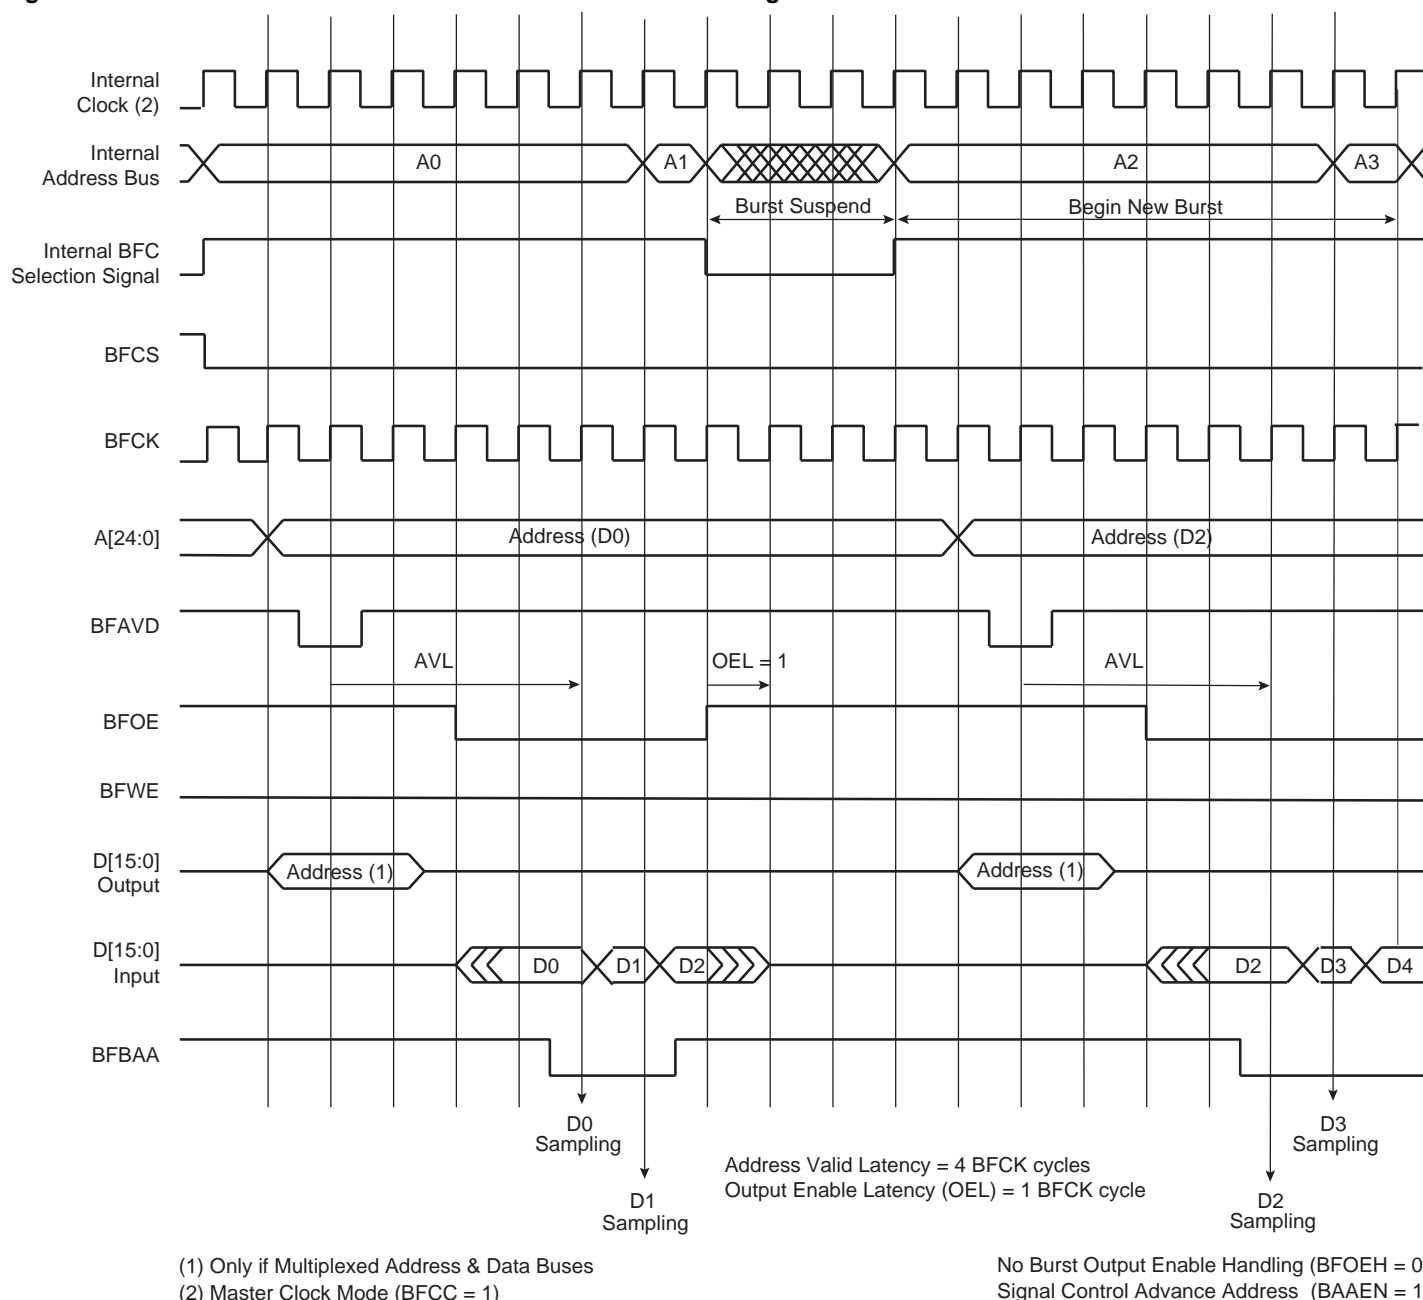 Internal
Clock (2)
Internal
Address Bus
A0
A1
A2
A3
Burst Suspend
Begin New Burst
Internal BFC
Selection Signal
BFCS
BFCK
A[24:0]
Address (D0)
Address (D2)
BFAVD
AVL
OEL = 1
AVL
BFOE
BFWE
D[15:0]
Output
Address (1)
Address (1)
D[15:0]
Input
D0
D1
D2
D2
D3
D4
BFBAA
D0
Sampling
D3
Sampling
Address Valid Latency = 4 BFCK cycles
Output Enable Latency (OEL) = 1 BFCK cycle
D1
Sampling
D2
Sampling
(1) Only if Multiplexed Address & Data Buses
(2) Master Clock Mode (BFCC = 1)
No Burst Output Enable Handling (BFOEH = 0
Signal Control Advance Address (BAAEN = 1